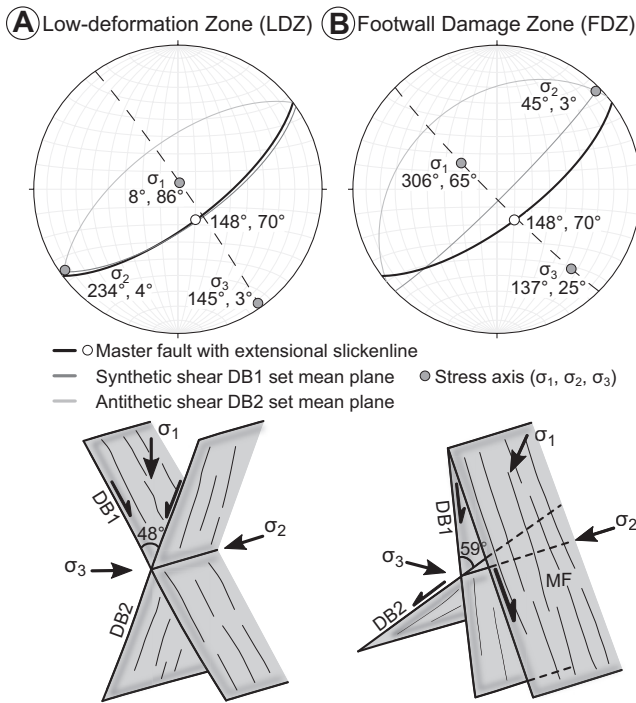 A Low-deformation Zone (LDZ)
B Footwall Damage Zone (FDZ)
σ1
8°, 86°
148°, 70°
σ2
234°, 4°
σ3
145°, 3°
σ2
45°, 3°
σ1
306°, 65°
148°, 70°
σ3
137°, 25°
Master fault with extensional slickenline
Synthetic shear DB1 set mean plane
Stress axis (σ1, σ2, σ3)
Antithetic shear DB2 set mean plane
σ1
DB1
48°
σ2
σ3
DB2
σ1
DB1
59°
σ2
σ3
MF
DB2